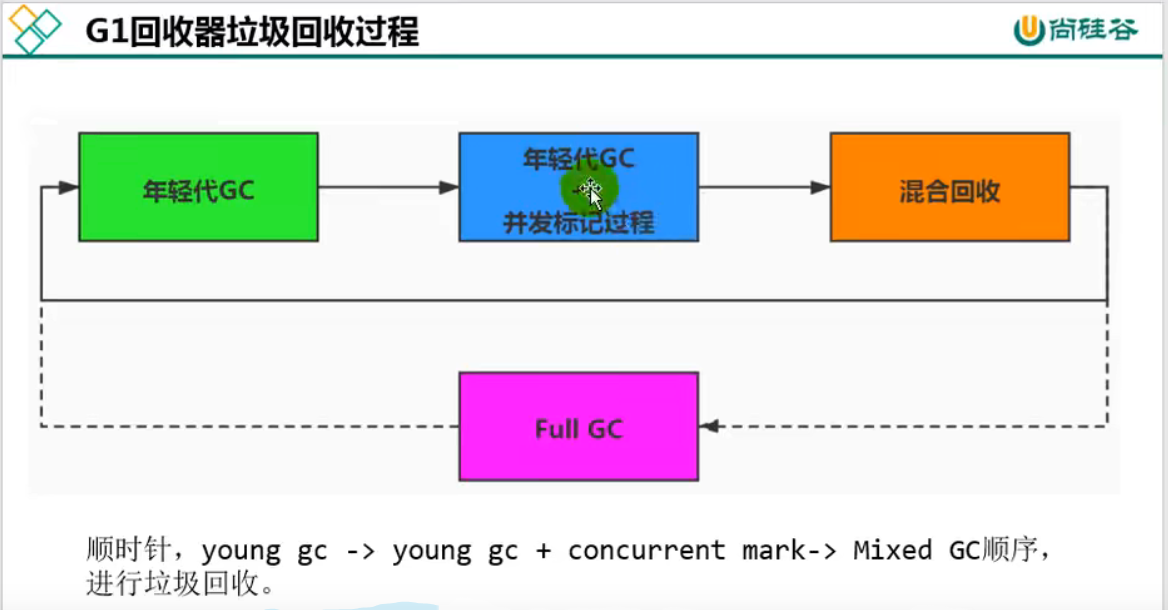 G1回收器垃圾回收过程
尚硅谷
年轻代GC
年轻代GC
+
并发标记过程
混合回收
Full GC
顺时针，young gc -> young gc + concurrent mark-> Mixed GC顺序，
进行垃圾回收。